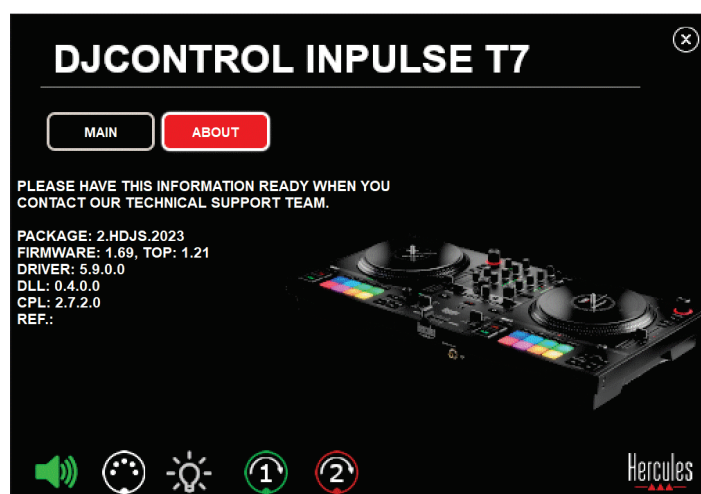 DJCONTROL INPULSE T7
MAIN
ABOUT
PLEASE HAVE THIS INFORMATION READY WHEN YOU
CONTACT OUR TECHNICAL SUPPORT TEAM.
PACKAGE: 2.HDJS.2023
FIRMWARE: 1.69, TOP: 1.21
DRIVER: 5.9.0.0
DLL: 0.4.0.0
CPL: 2.7.2.0
REF.:
1
2
Hercules